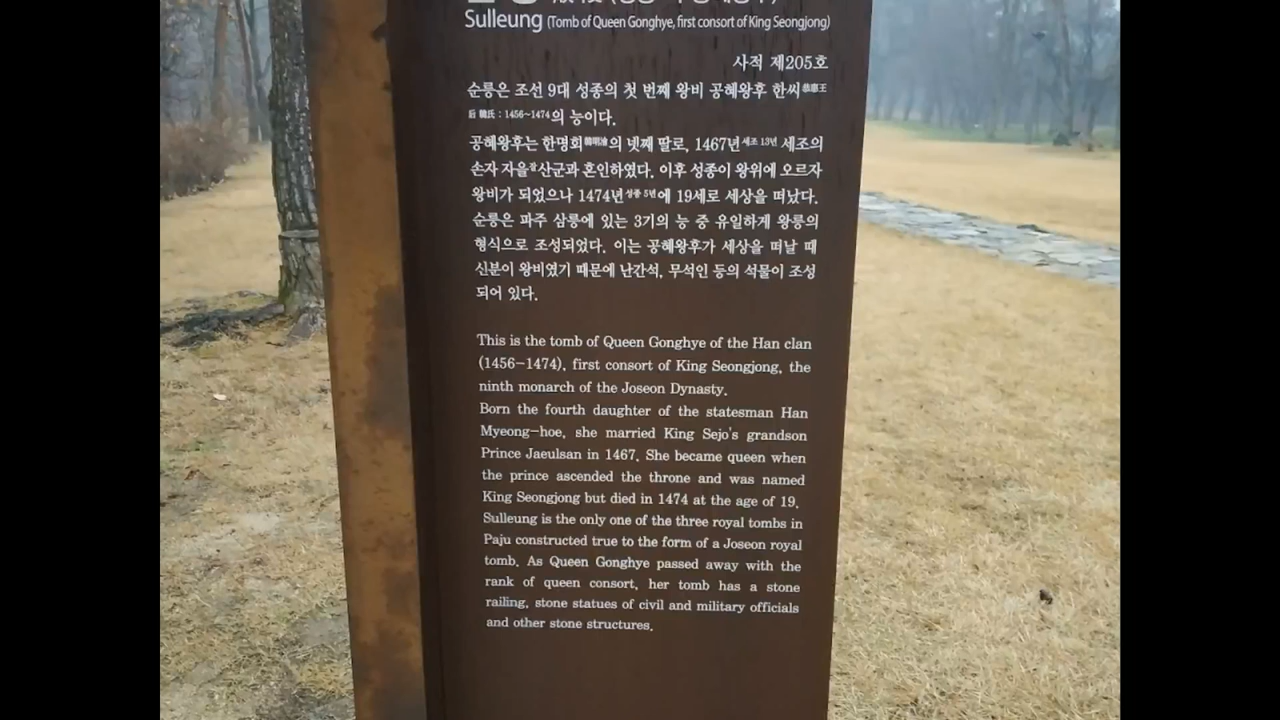 Sulleung (Tomb of Queen Gonghye, first consort of King Seongjong)
사적 제205호
순릉은 조선 9대 성종의 첫 번째 왕비 공혜왕후 한씨恭惠王
后 韓氏 : 1456~1474의 능이다.
공혜왕후는 한명회韓明澮의 넷째 딸로, 1467년세조 13년 세조의
손자 자을산군과 혼인하였다. 이후 성종이 왕위에 오르자
왕비가 되었으나 1474년성종 5년에 19세로 세상을 떠났다.
순릉은 파주 삼릉에 있는 3기의 능 중 유일하게 왕릉의
형식으로 조성되었다. 이는 공혜왕후가 세상을 떠날 때
신분이 왕비였기 때문에 난간석, 무석인 등의 석물이 조성
되어 있다.
This is the tomb of Queen Gonghye of the Han clan
(1456-1474), first consort of King Seongjong, the
ninth monarch of the Joseon Dynasty.
Born the fourth daughter of the statesman Han
Myeong-hoe, she married King Sejo's grandson
Prince Jaeulsan in 1467. She became queen when
the prince ascended the throne and was named
King Seongjong but died in 1474 at the age of 19.
Sulleung is the only one of the three royal tombs in
Paju constructed true to the form of a Joseon royal
tomb. As Queen Gonghye passed away with the
rank of queen consort, her tomb has a stone
railing, stone statues of civil and military officials
and other stone structures.